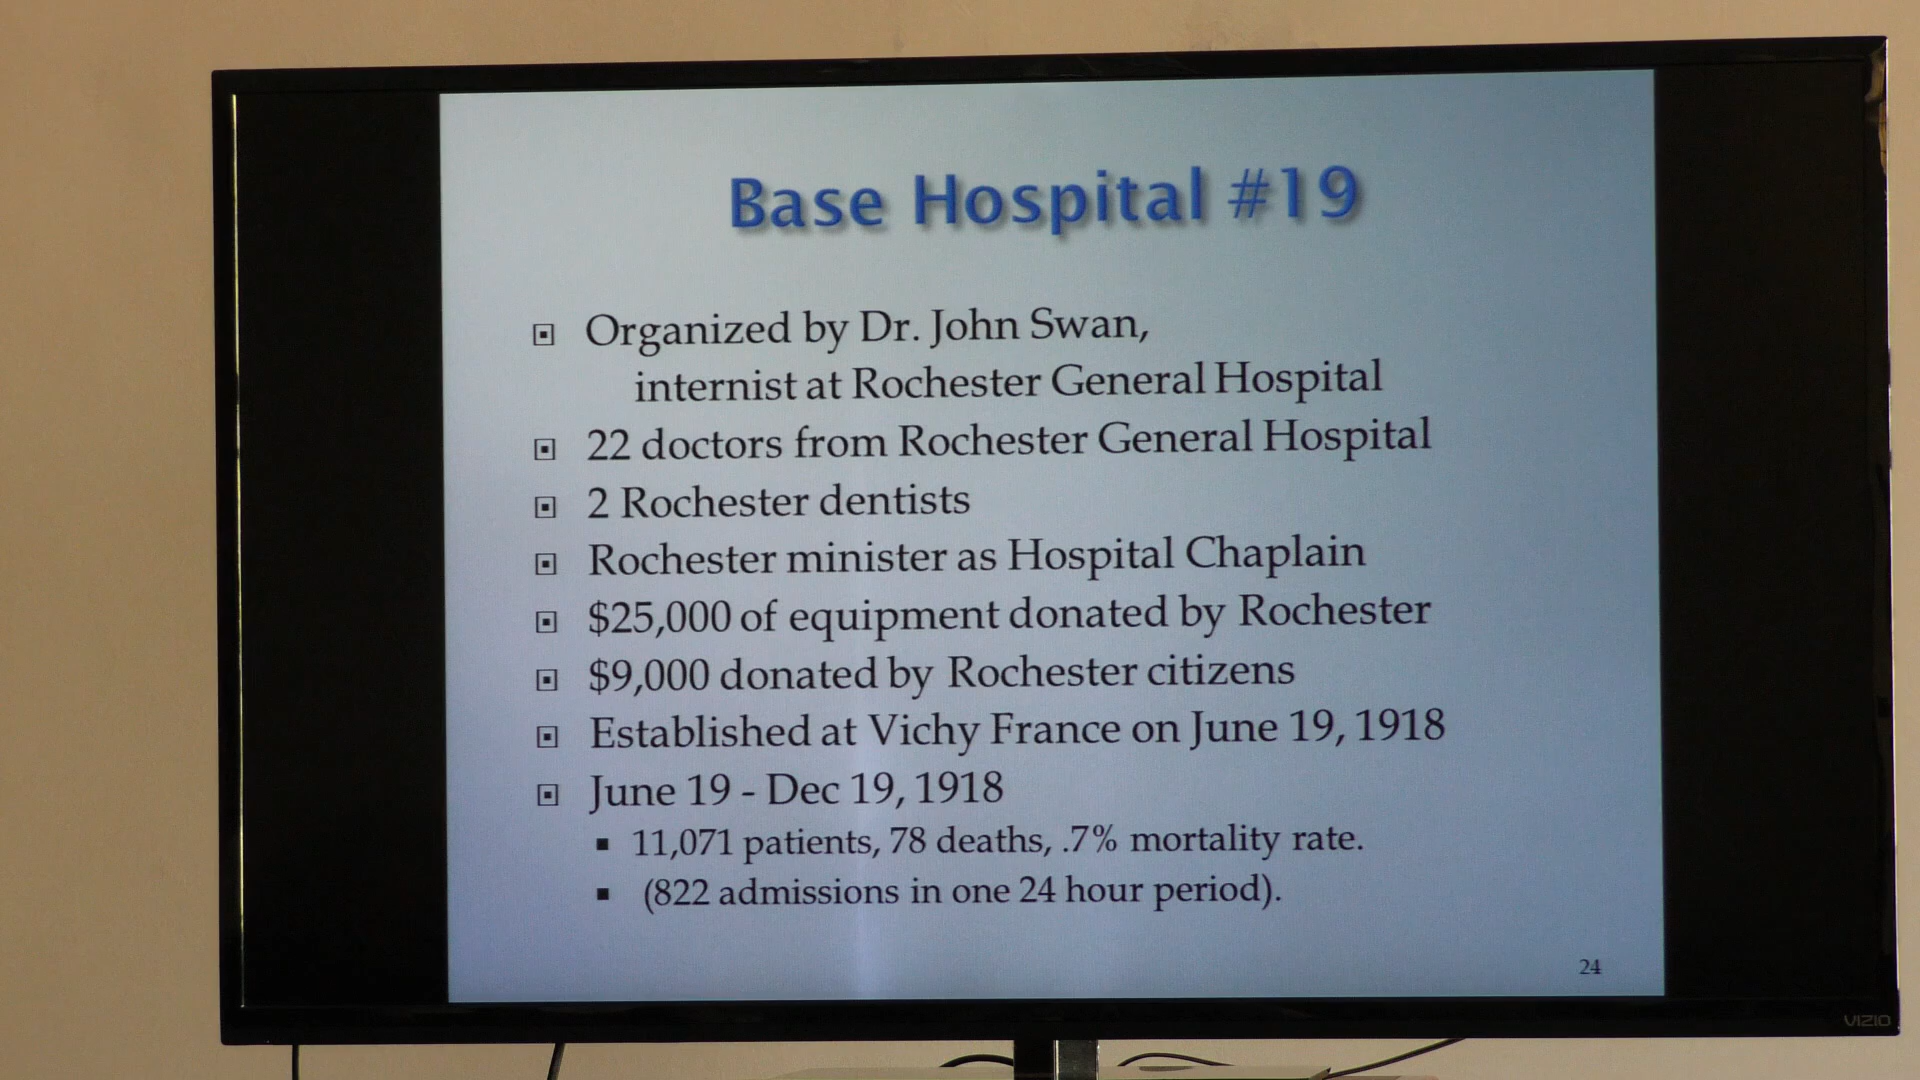 Base Hospital #19
Organized by Dr. John Swan,
internist at Rochester General Hospital
22 doctors from Rochester General Hospital
2 Rochester dentists
Rochester minister as Hospital Chaplain
$25,000 of equipment donated by Rochester
$9,000 donated by Rochester citizens
Established at Vichy France on June 19, 1918
June 19 - Dec 19, 1918
11,071 patients, 78 deaths, .7% mortality rate.
(822 admissions in one 24 hour period).
24
VIZIO